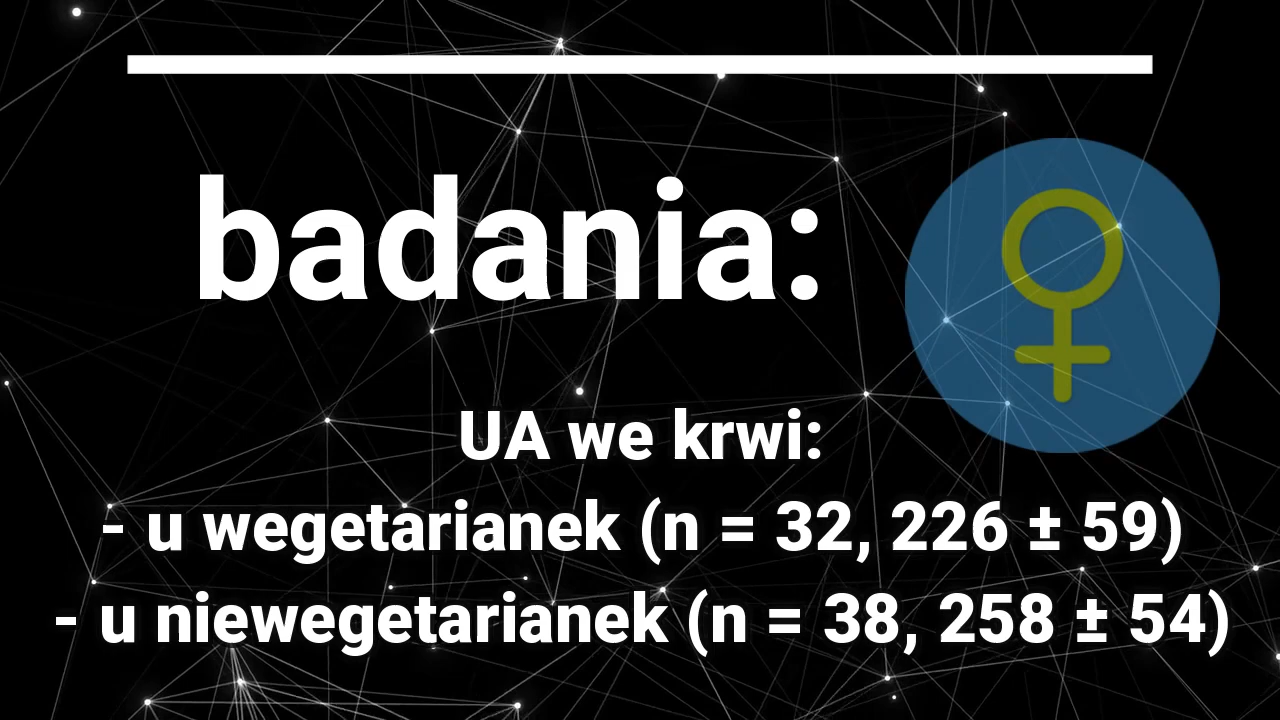 badania:
UA we krwi:
- u wegetarianek (n = 32, 226 ± 59)
- u niewegetarianek (n = 38, 258 ± 54)